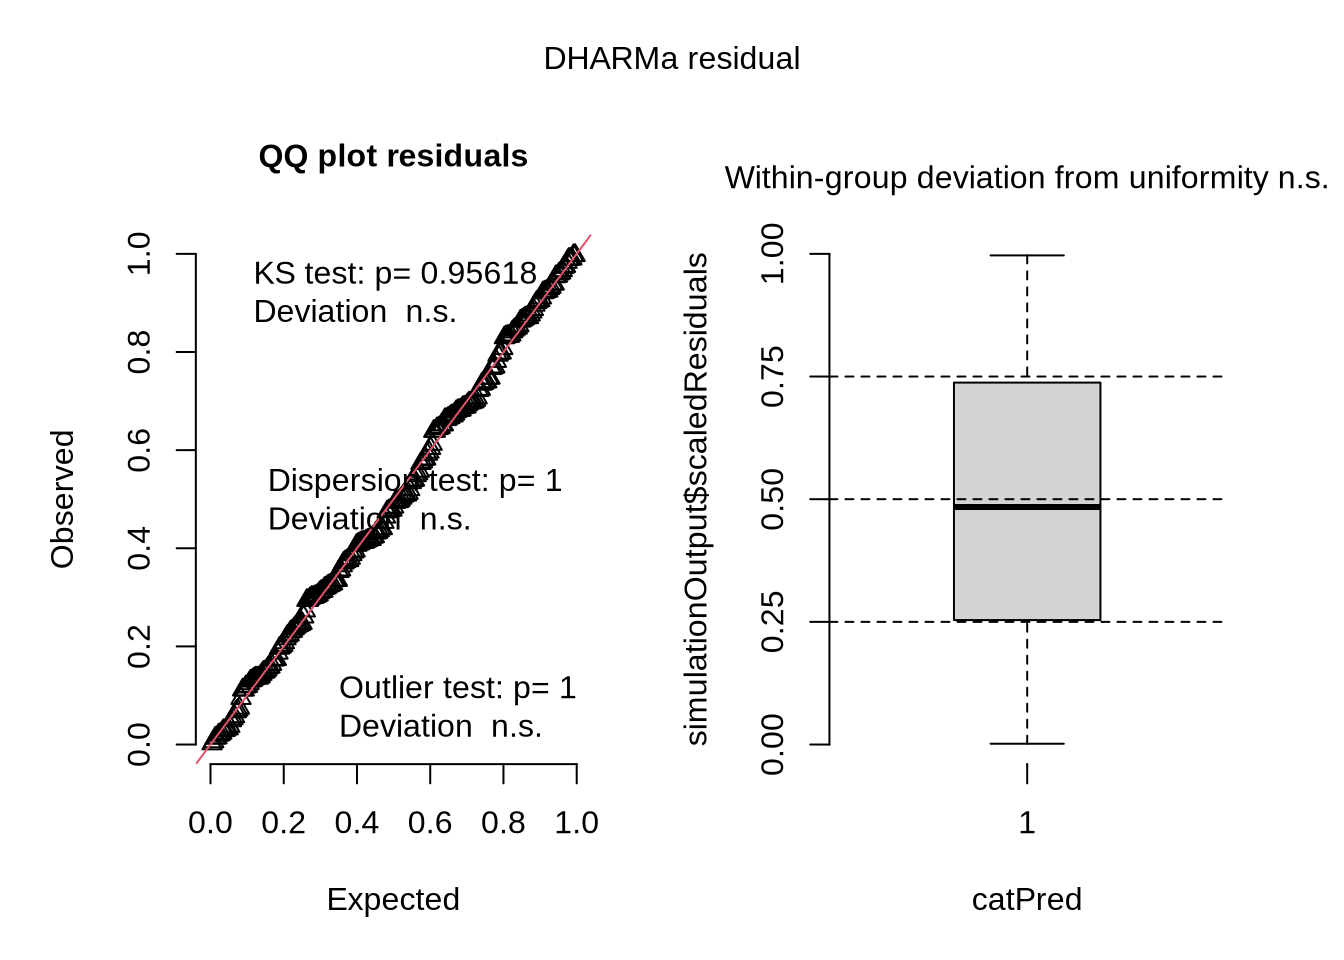 DHARMa residual
QQ plot residuals
KS test: p= 0.95618
Deviation  n.s.
Dispersion test: p= 1
Deviation  n.s.
Outlier test: p= 1
Deviation  n.s.
Observed
1.0
0.8
0.6
0.4
0.2
0.0
0.0 0.2 0.4 0.6 0.8 1.0
Expected
Within-group deviation from uniformity n.s.
simulationOutput$scaledResiduals
1.00
0.75
0.50
0.25
0.00
1
catPred